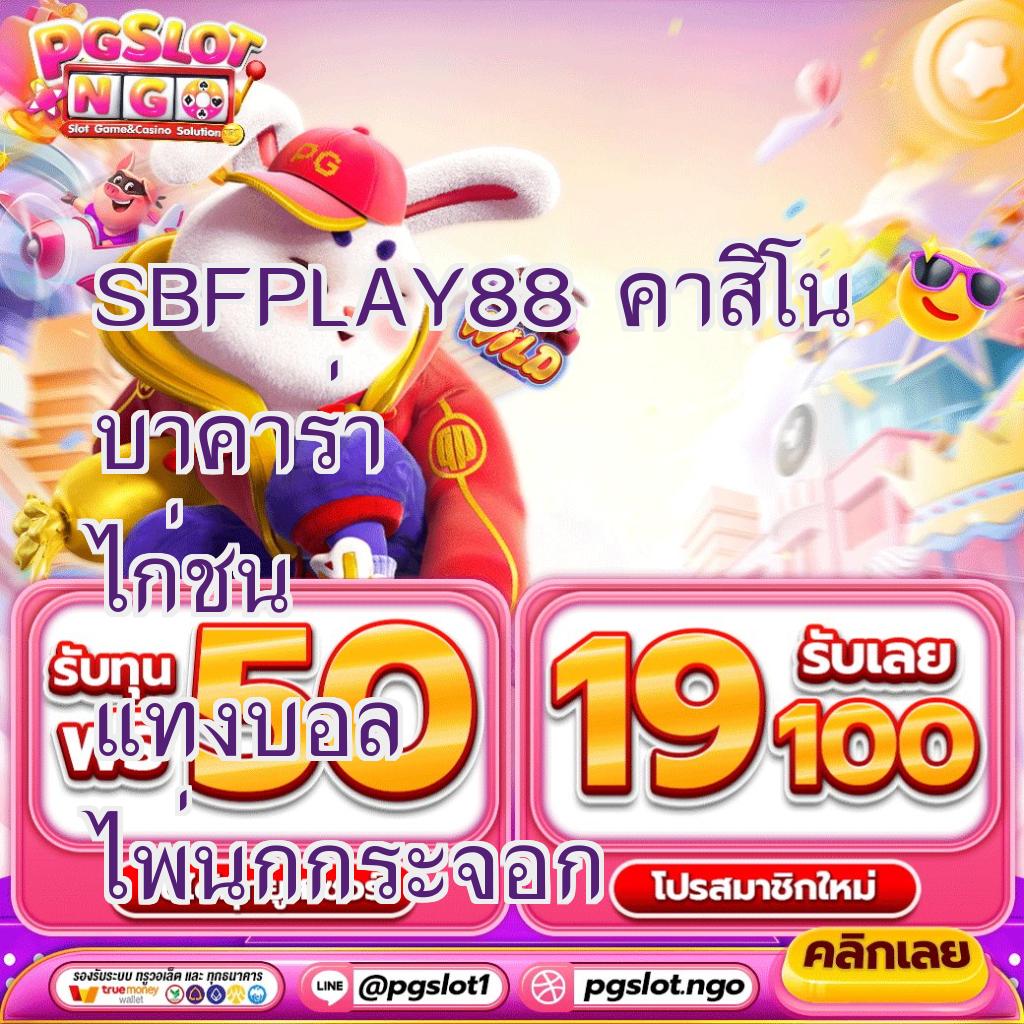 PGSLOT
NGO
Slot Game&Casino Solution
PG
WILD
SBFPLAY88 คาสิโน
บาคาร่า
ไก่ชน
แทงบอล
ไพ่นกกระจอก
รับทุน
50
19
รับเลย
100
โปรสมาชิกใหม่
คลิกเลย
รองรับระบบ ทรูวอเล็ต และ ทุกธนาคาร
truemoney
wallet
LINE
@pgslot1
pgslot.ngo